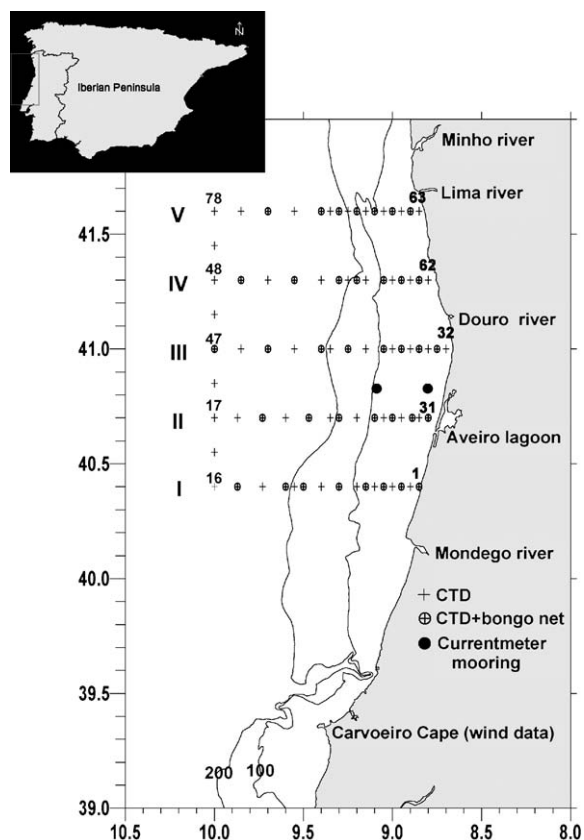 N
Iberian Peninsula
Minho river
78
63
Lima river
V
41.5
48
62
IV
Douro river
32
47
41.0
III
17
31
II
Aveiro lagoon
40.5
16
1
I
Mondego river
40.0
CTD
CTD+bongo net
Currentmeter
mooring
39.5
Carvoeiro Cape (wind data)
200
100
39.0
10.5 10.0 9.5 9.0 8.5 8.0